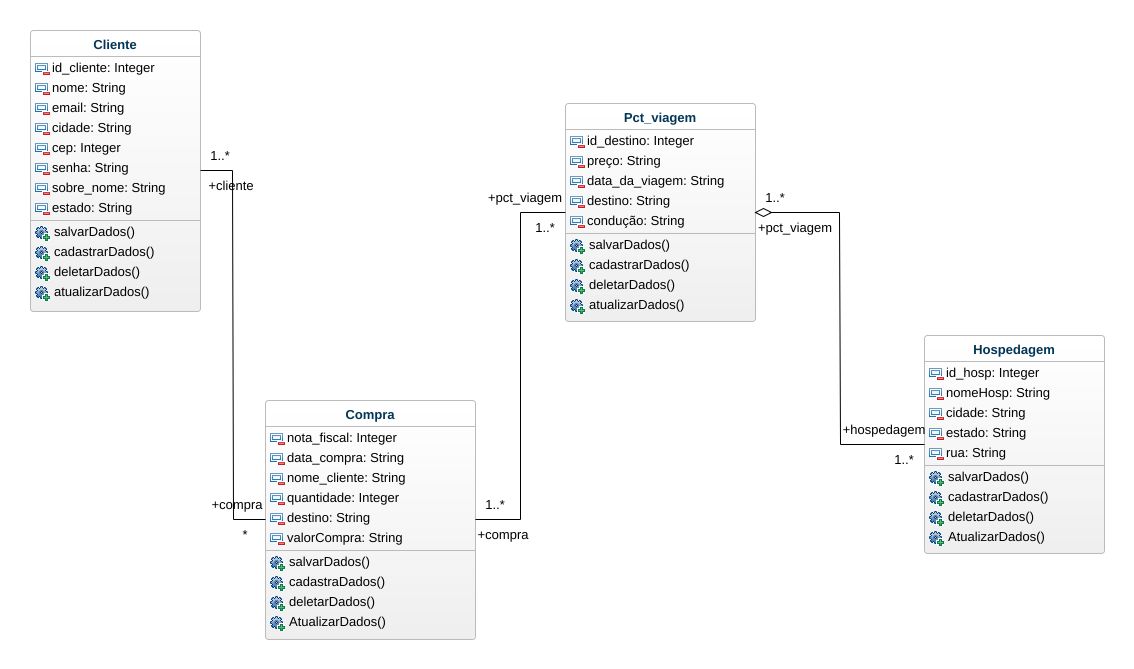 Cliente
id_cliente: Integer
nome: String
email: String
cidade: String
cep: Integer
senha: String
sobre_nome: String
estado: String
salvarDados()
cadastrarDados()
deletarDados()
atualizarDados()
1..*
+cliente
+compra
*
Compra
nota_fiscal: Integer
data_compra: String
nome_cliente: String
quantidade: Integer
destino: String
valorCompra: String
salvarDados()
cadastraDados()
deletarDados()
AtualizarDados()
1..*
+compra
+pct_viagem
1..*
Pct_viagem
id_destino: Integer
preço: String
data_da_viagem: String
destino: String
condução: String
salvarDados()
cadastrarDados()
deletarDados()
atualizarDados()
1..*
+pct_viagem
+hospedagem
1..*
Hospedagem
id_hosp: Integer
nomeHosp: String
cidade: String
estado: String
rua: String
salvarDados()
cadastrarDados()
deletarDados()
AtualizarDados()